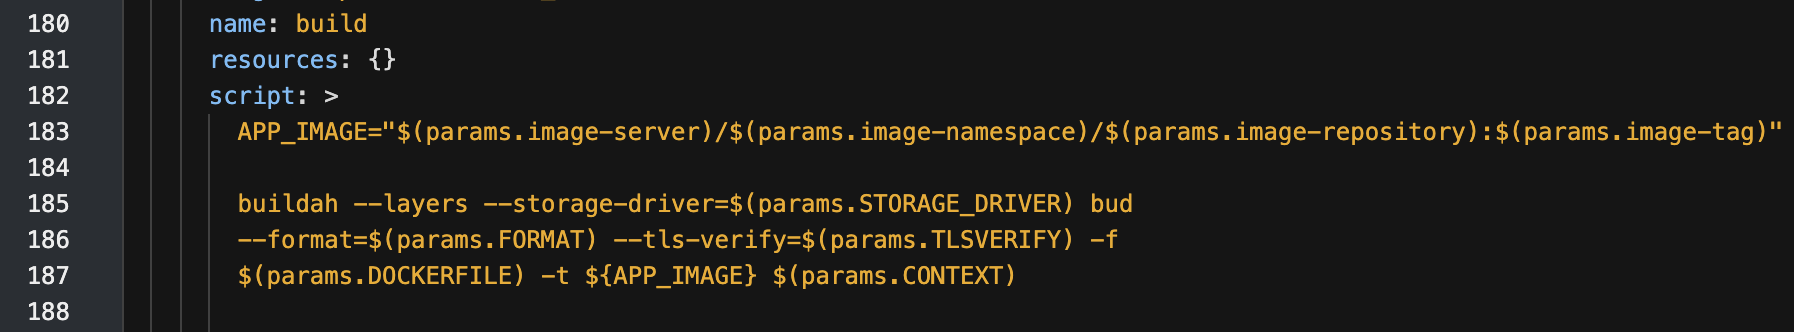 180 name: build
181 resources: {}
182 script: >
183 APP_IMAGE="$(params.image-server)/$(params.image-namespace)/$(params.image-repository):$(params.image-tag)"
184
185 buildah --layers --storage-driver=$(params.STORAGE_DRIVER) bud
186 --format=$(params.FORMAT) --tls-verify=$(params.TLSVERIFY) -f
187 $(params.DOCKERFILE) -t ${APP_IMAGE} $(params.CONTEXT)
188